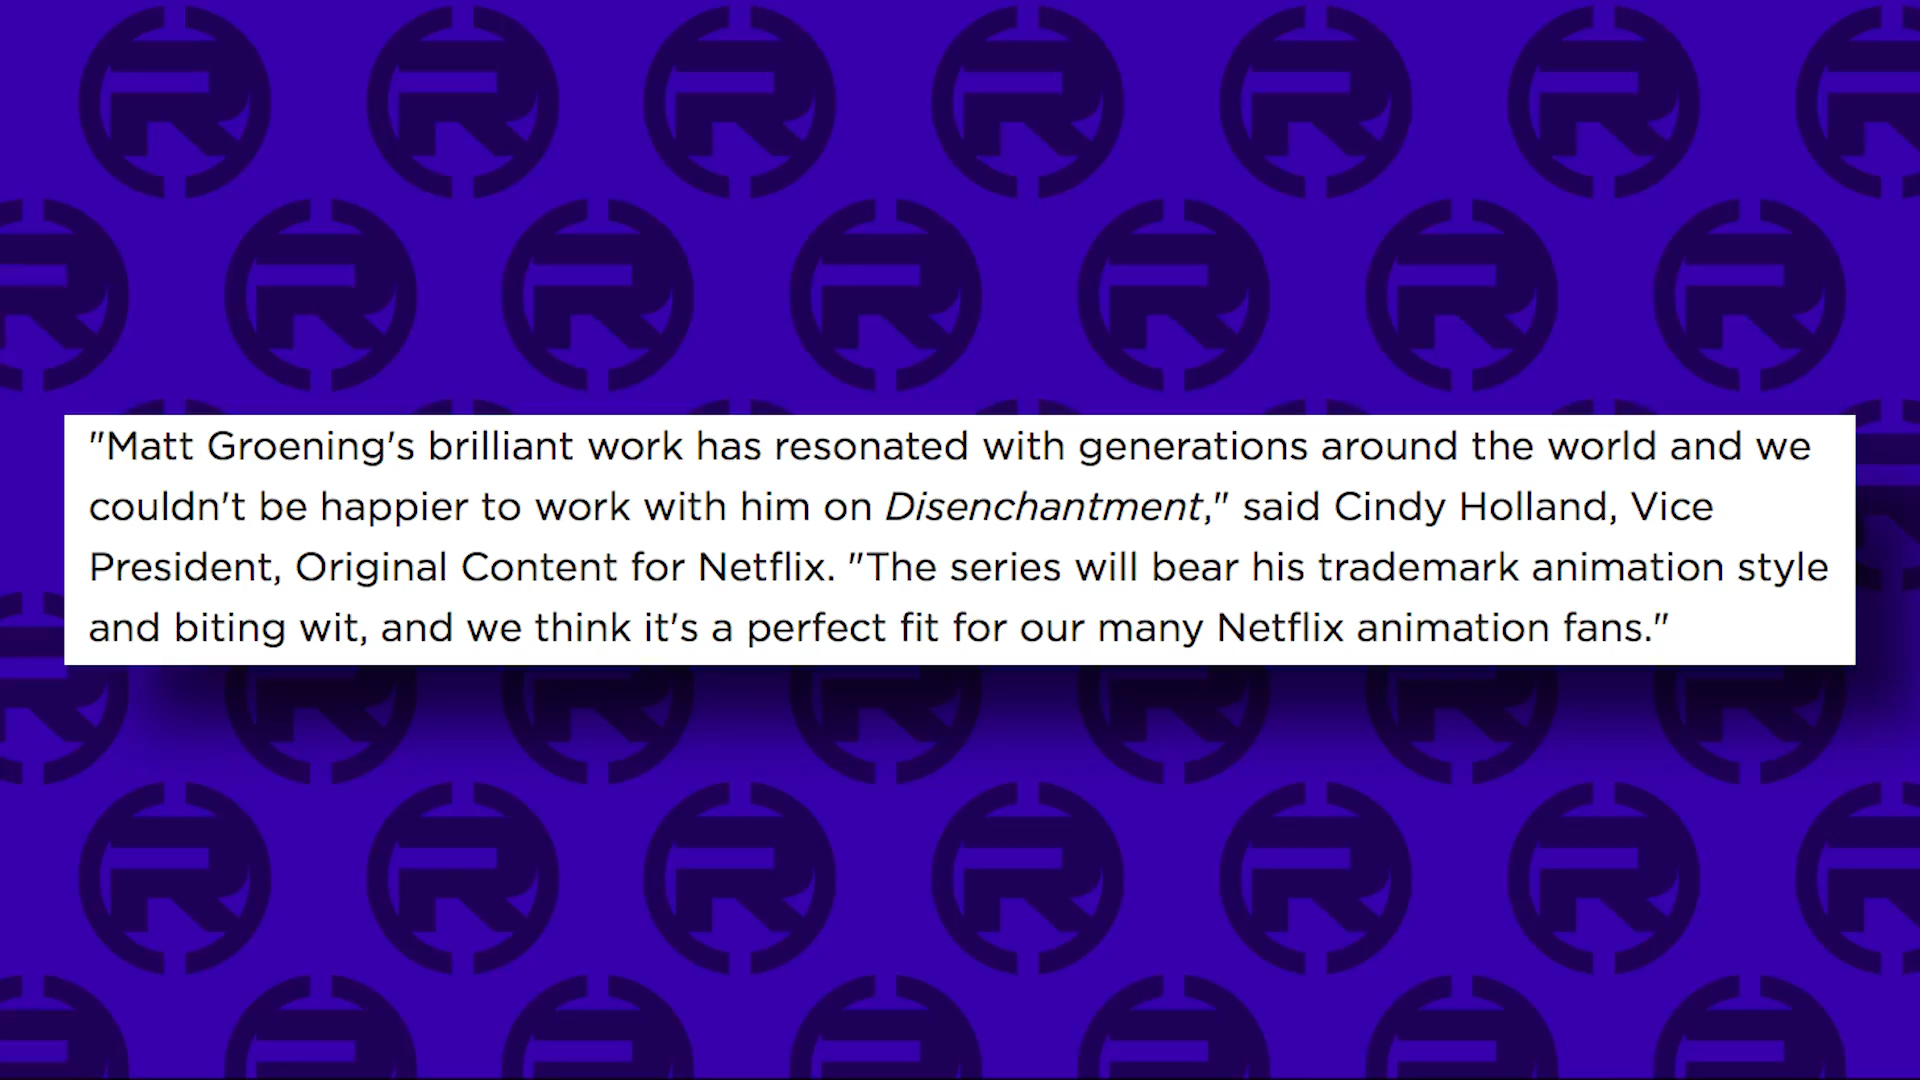 "Matt Groening's brilliant work has resonated with generations around the world and we
couldn't be happier to work with him on Disenchantment," said Cindy Holland, Vice
President, Original Content for Netflix. "The series will bear his trademark animation style
and biting wit, and we think it's a perfect fit for our many Netflix animation fans."